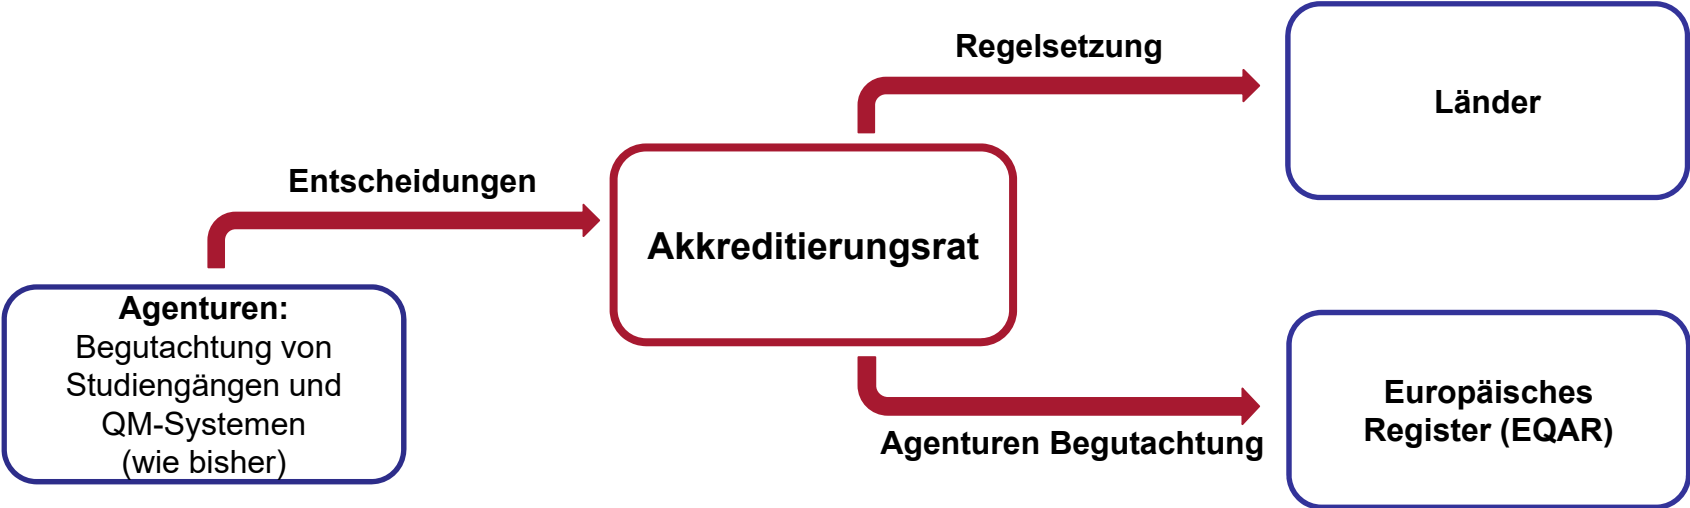 Regelsetzung
Länder
Entscheidungen
Akkreditierungsrat
Agenturen:
Begutachtung von
Studiengängen und
QM-Systemen
(wie bisher)
Agenturen Begutachtung
Europäisches
Register (EQAR)